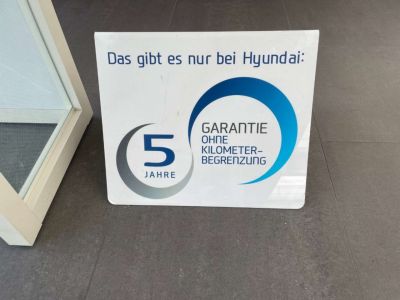 Das gibt es nur bei Hyundai:
5
JAHRE
GARANTIE
OHNE
KILOMETER-
BEGRENZUNG